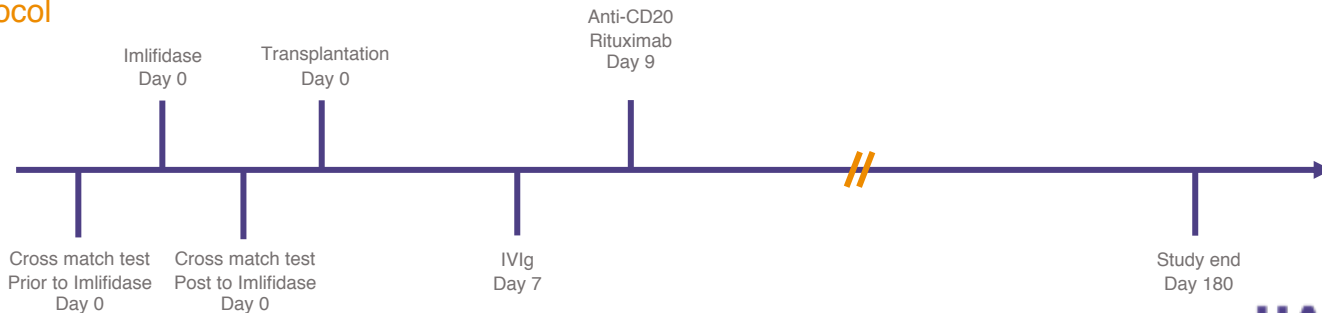 ocol
Anti-CD20
Rituximab
Day 9
Imlifidase
Day 0
Transplantation
Day 0
Cross match test
Prior to Imlifidase
Day 0
Cross match test
Post to Imlifidase
Day 0
IVIg
Day 7
Study end
Day 180